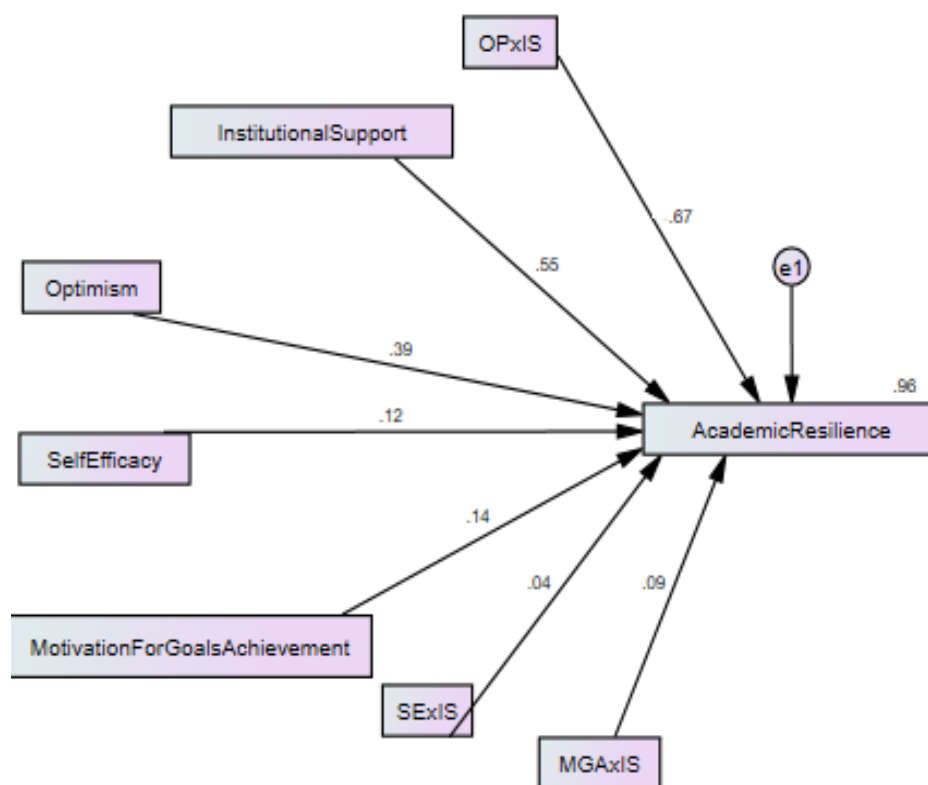 OPxIS
InstitutionalSupport
.67
.55
e1
Optimism
.39
.96
AcademicResilience
.12
SelfEfficacy
.14
.04
.09
MotivationForGoalsAchievement
SExIS
MGAxIS